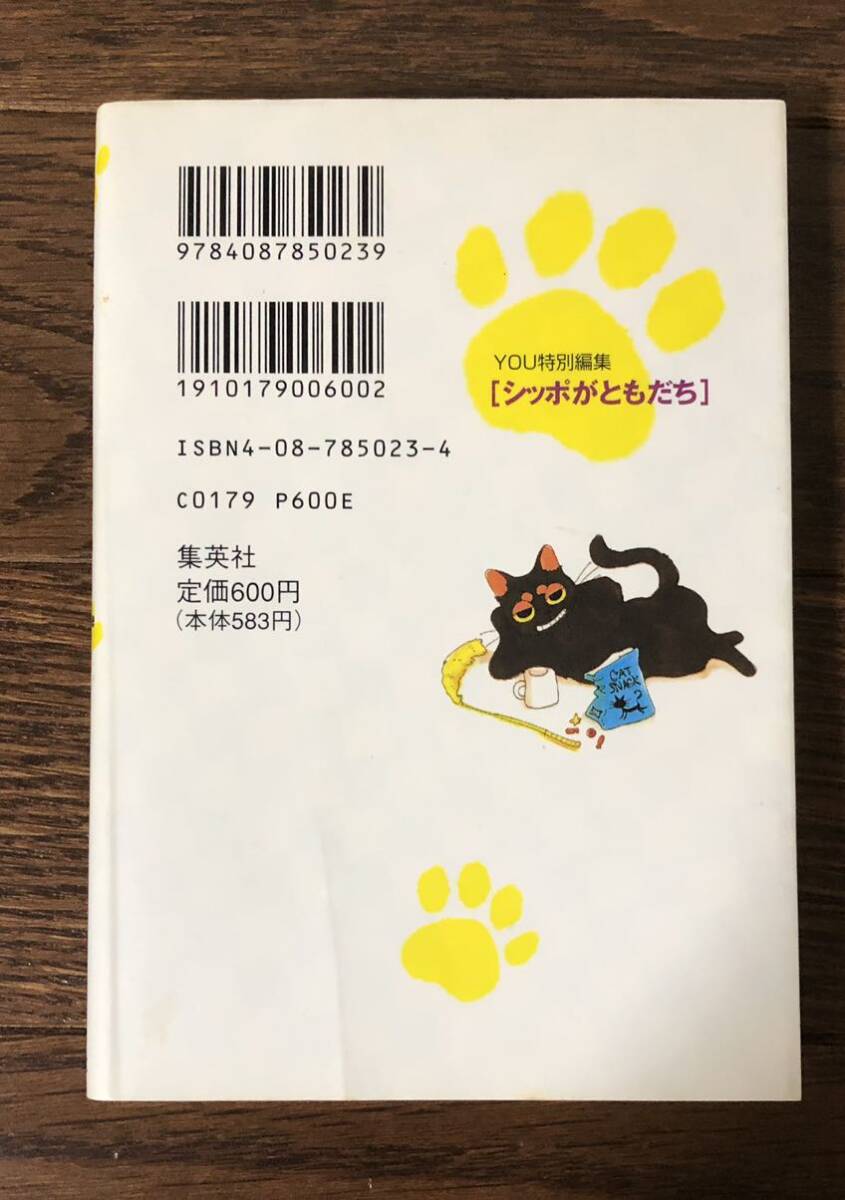 9784087850239
1910179006002
ISBN4-08-785023-4
C0179 P600E
集英社
定価600円
(本体583円)
YOU特別編集
[シッポがともだち]
CAT
SNACK